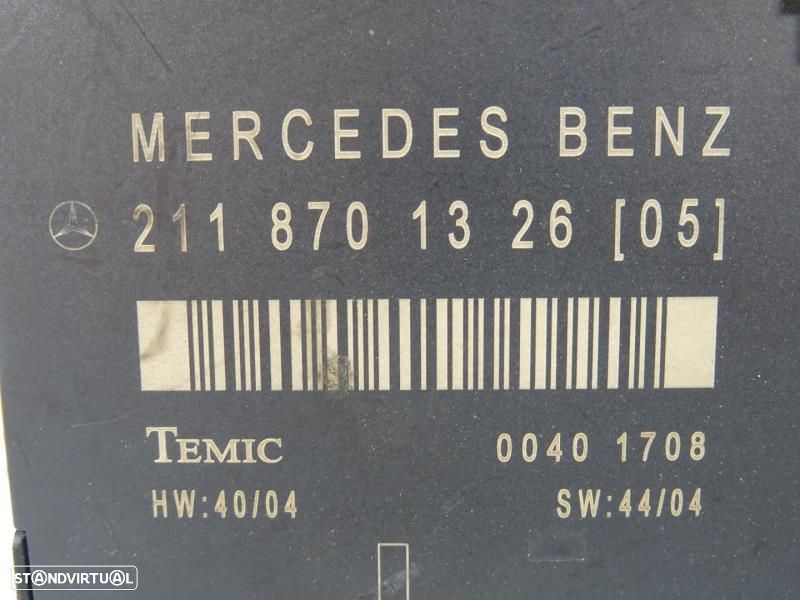 MERCEDES BENZ
211 870 13 26 [05]
TEMIC 0040 1708
HW:40/04 SW:44/04
STANDVIRTUAL